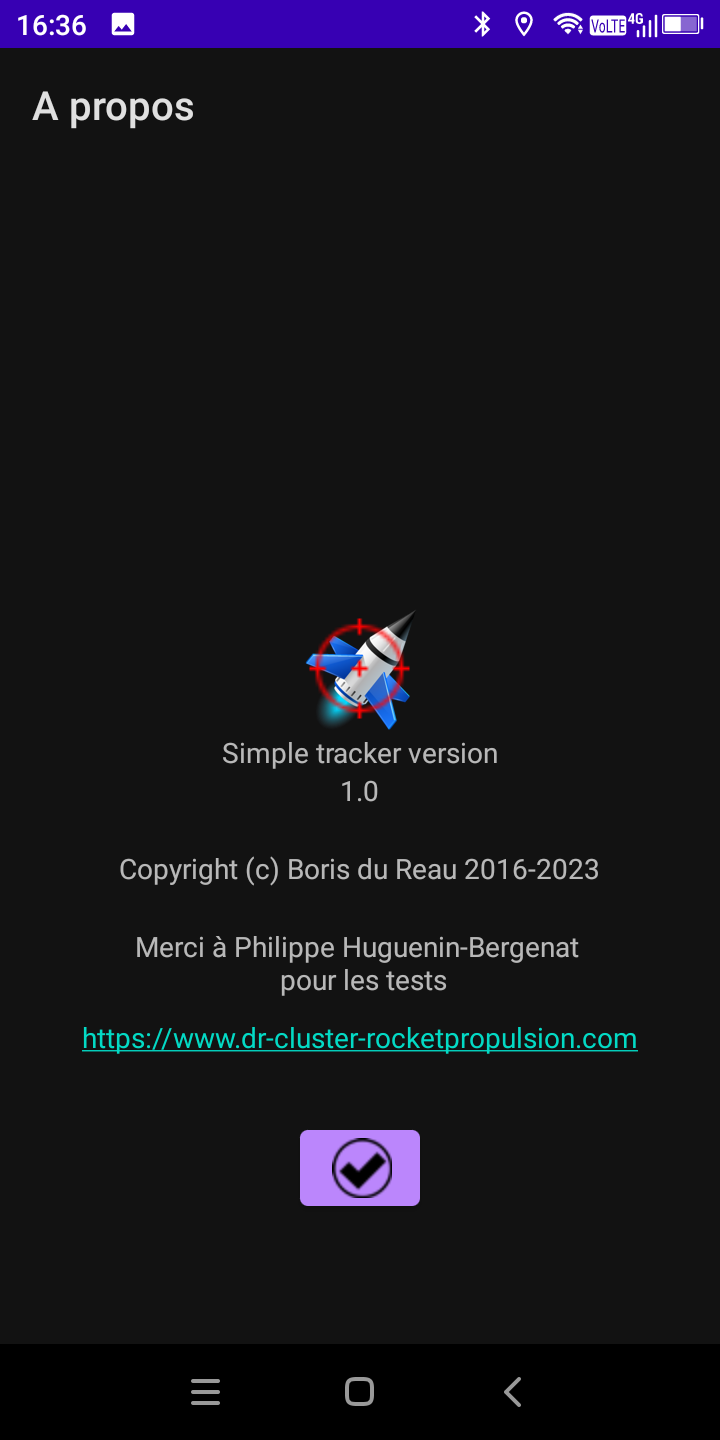 16:36
VoLTE 4G
A propos
Simple tracker version
1.0
Copyright (c) Boris du Reau 2016-2023
Merci à Philippe Huguenin-Bergenat
pour les tests
https://www.dr-cluster-rocketpropulsion.com